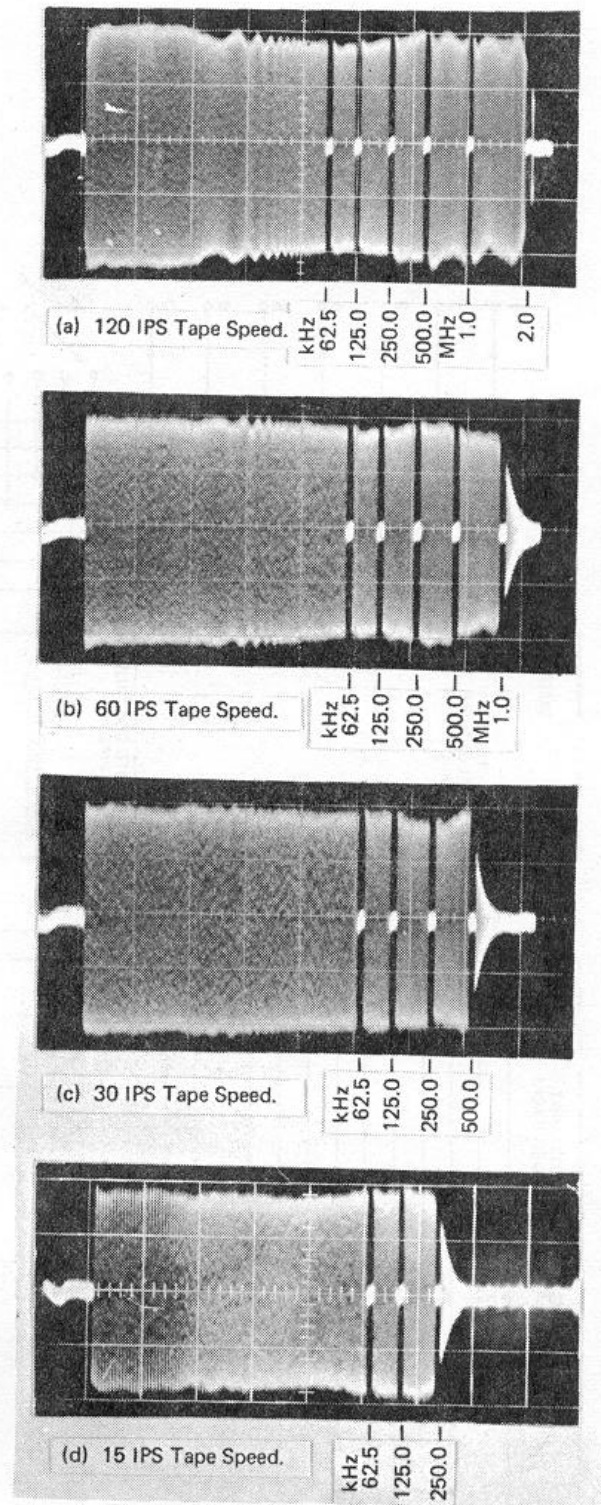 (a) 120 IPS Tape Speed.
kHz
62.5
125.0
250.0
500.0
MHz
1.0
2.0
(b) 60 IPS Tape Speed.
kHz
62.5
125.0
250.0
500.0
MHz
1.0
(c) 30 IPS Tape Speed.
kHz
62.5
125.0
250.0
500.0
(d) 15 IPS Tape Speed.
kHz
62.5
125.0
250.0